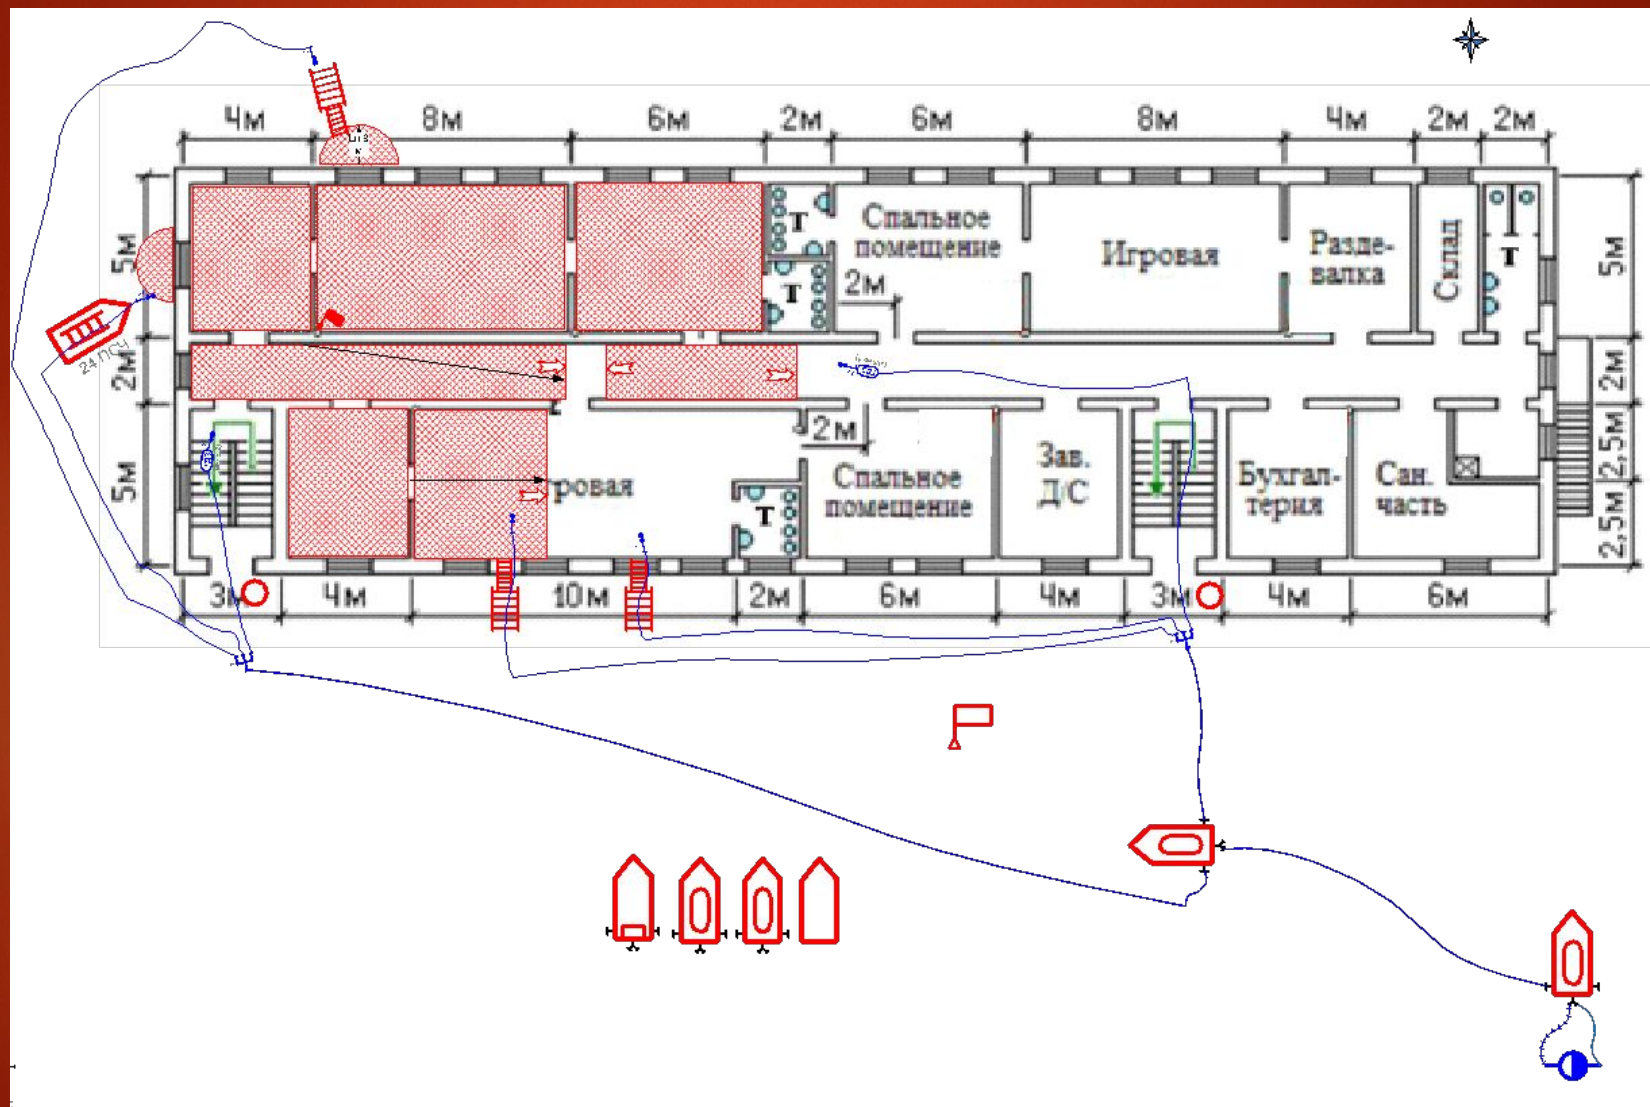 4м 8м 6м 2м 6м 8м 4м 2м 2м
5м
Т
Спальное
помещение
Игровая
Разде-
валка
Склад
Т
5м
Т
2м
24 ПСЧ
2м
2м
2м
5м
ровая
Т
Спальное
помещение
Зав.
Д/С
Бухгал-
терия
Сан.
часть
2,5м
2,5м
3м 4м 10м 2м 6м 4м 3м 4м 6м